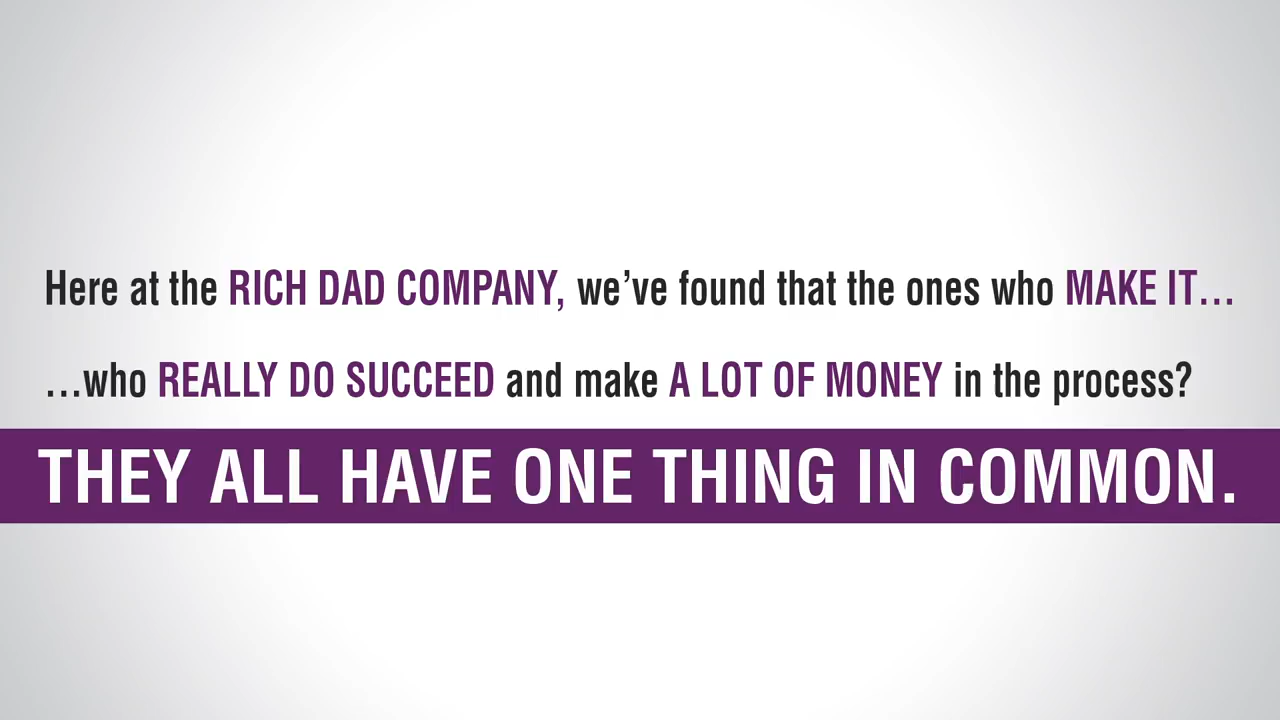 Here at the RICH DAD COMPANY, we’ve found that the ones who MAKE IT...
...who REALLY DO SUCCEED and make A LOT OF MONEY in the process?
THEY ALL HAVE ONE THING IN COMMON.